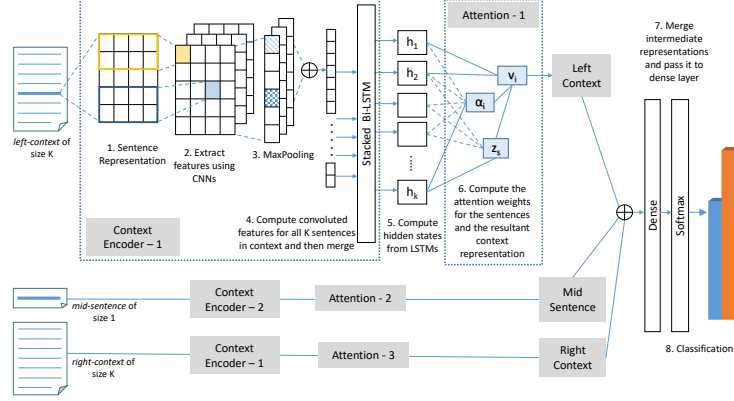 Attention - 1
7. Merge
intermediate
representations
and pass it to
dense layer
h1
h2
hk
vi
αi
zs
Left
Context
left-context of
size K
1. Sentence
Representation
2. Extract
features using
CNNs
3. MaxPooling
Stacked Bi-LSTM
Context
Encoder – 1
4. Compute convoluted
features for all K sentences
in context and then merge
5. Compute
hidden states
from LSTMs
6. Compute the
attention weights
for the sentences
and the resultant
context
representation
Dense
Softmax
mid-sentence of
size 1
Context
Encoder – 2
Attention - 2
Mid
Sentence
right-context of
size K
Context
Encoder – 1
Attention - 3
Right
Context
8. Classification